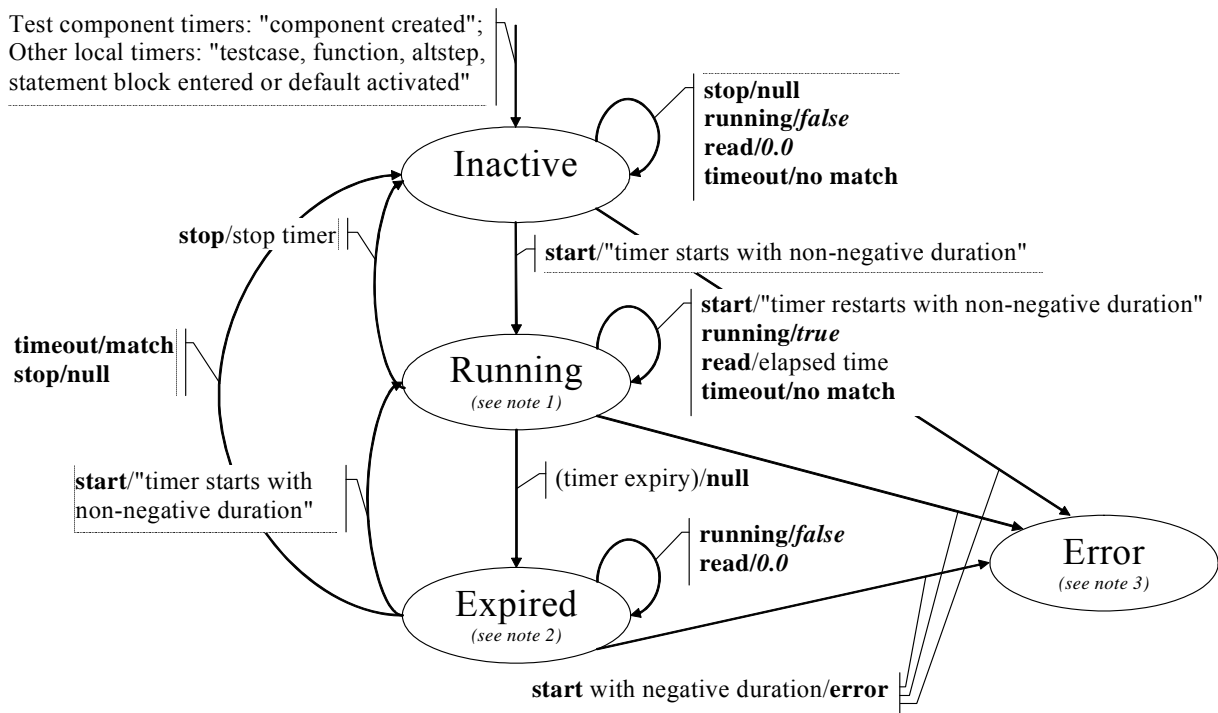 Test component timers: "component created";
Other local timers: "testcase, function, altstep,
statement block entered or default activated"
stop/null
running/false
read/0.0
timeout/no match
Inactive
stop/stop timer
start/"timer starts with non-negative duration"
start/"timer restarts with non-negative duration"
running/true
read/elapsed time
timeout/no match
timeout/match
stop/null
Running
(see note 1)
start/"timer starts with
non-negative duration"
(timer expiry)/null
running/false
read/0.0
Error
(see note 3)
Expired
(see note 2)
start with negative duration/error